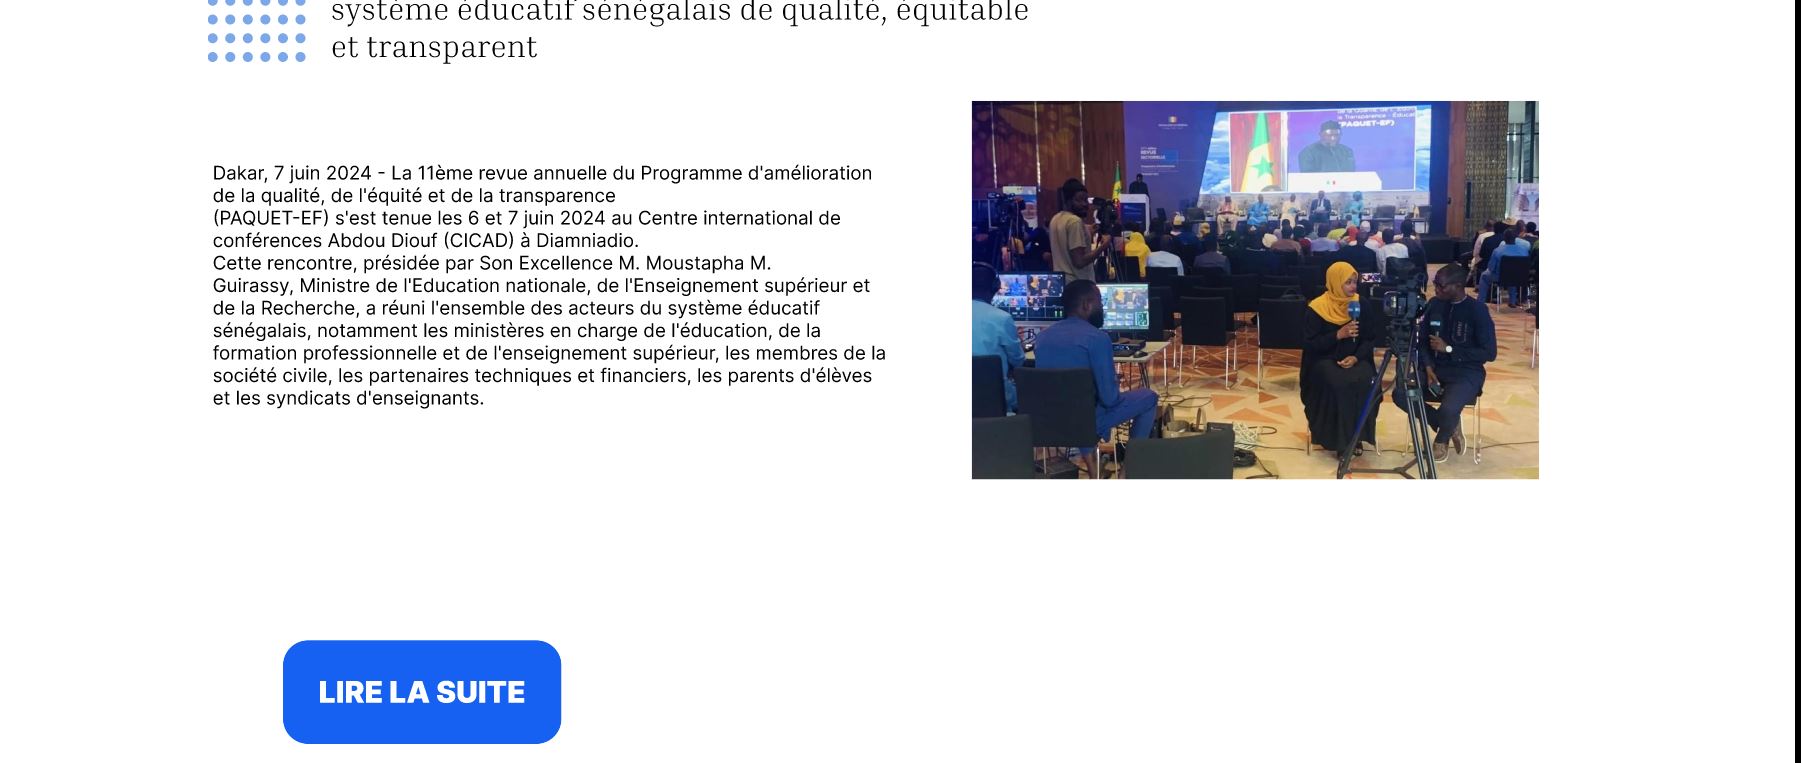 système éducatif sénégalais de qualité, équitable
et transparent
Dakar, 7 juin 2024 - La 11ème revue annuelle du Programme d'amélioration
de la qualité, de l'équité et de la transparence
(PAQUET-EF) s'est tenue les 6 et 7 juin 2024 au Centre international de
conférences Abdou Diouf (CICAD) à Diamniadio.
Cette rencontre, présidée par Son Excellence M. Moustapha M.
Guirassy, Ministre de l'Education nationale, de l'Enseignement supérieur et
de la Recherche, a réuni l'ensemble des acteurs du système éducatif
sénégalais, notamment les ministères en charge de l'éducation, de la
formation professionnelle et de l'enseignement supérieur, les membres de la
société civile, les partenaires techniques et financiers, les parents d'élèves
et les syndicats d'enseignants.
la Transparence - Éducat
(PAQUET-EF)
REVUE
SECTORIELLE
LIRE LA SUITE